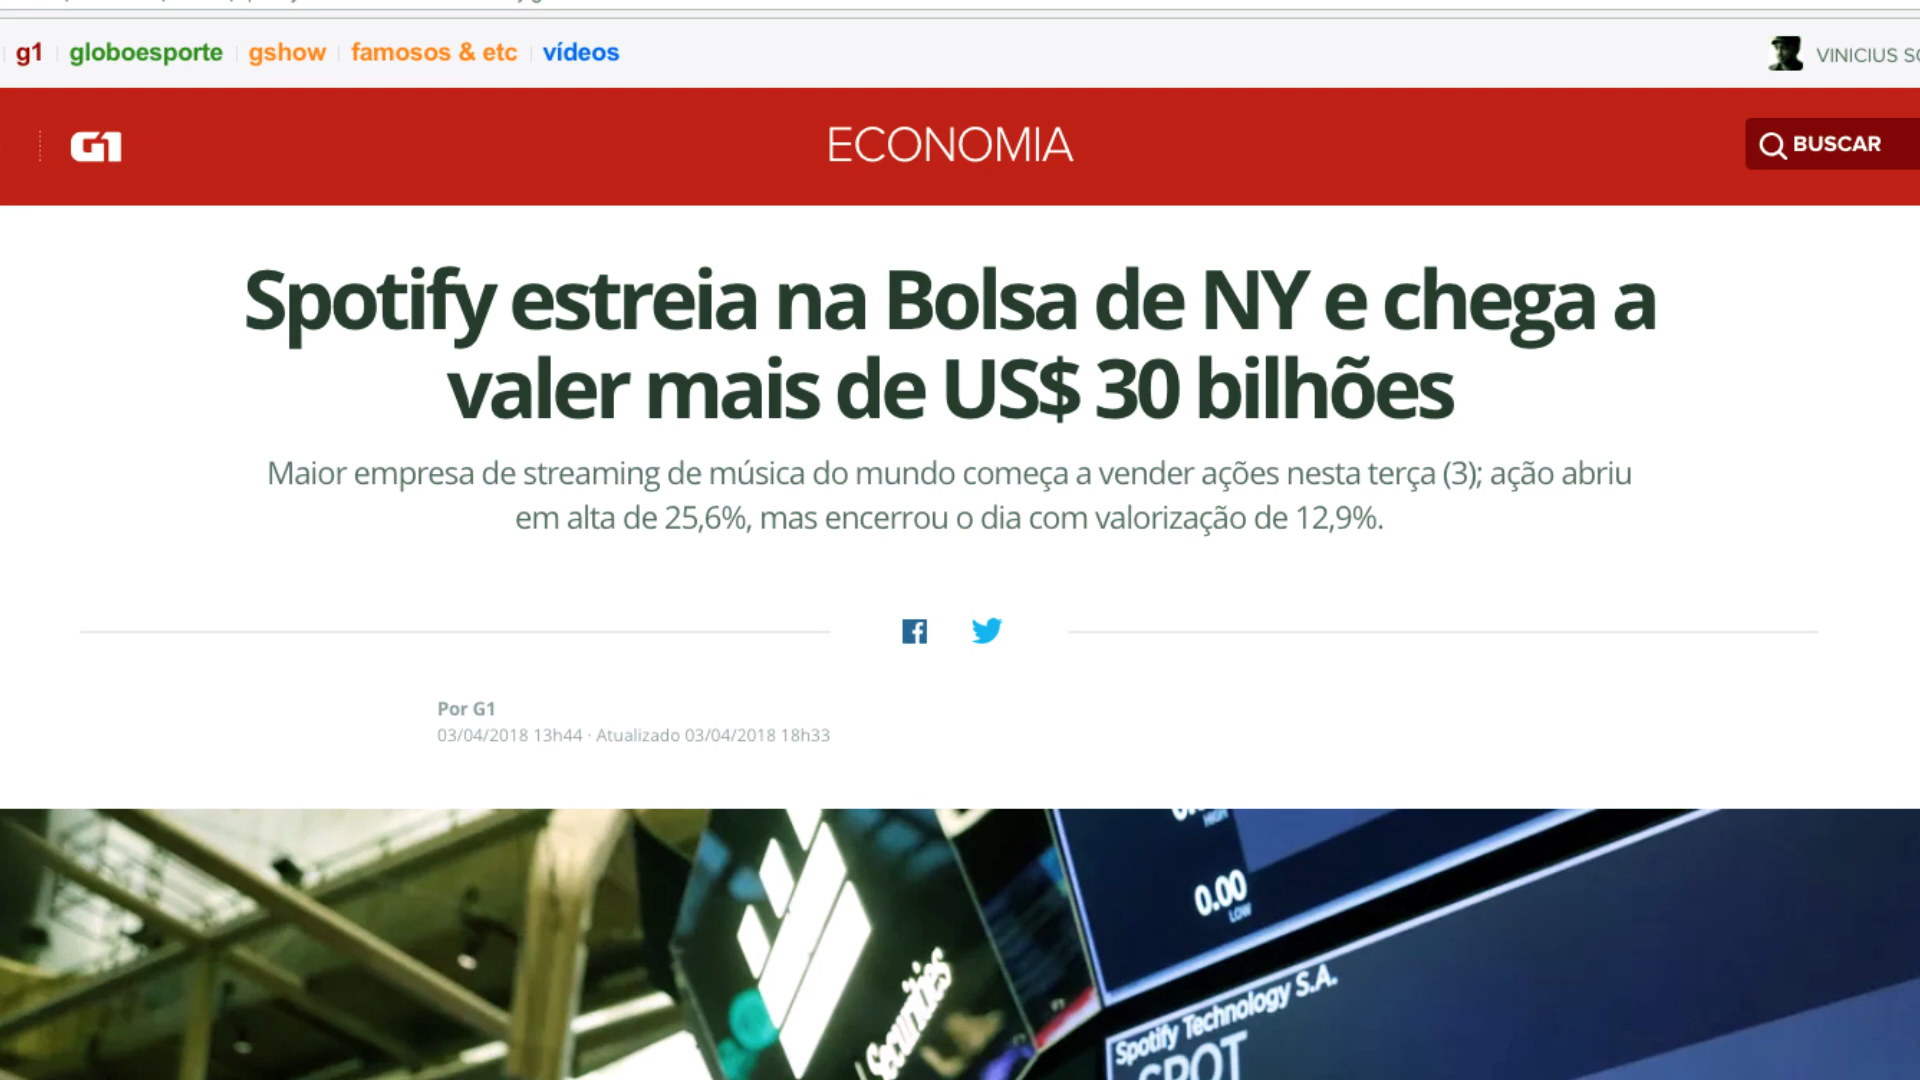 g1 globoesporte gshow famosos & etc vídeos
VINICIUS
G1 ECONOMIA BUSCAR
Spotify estreia na Bolsa de NY e chega a
valer mais de US$ 30 bilhões
Maior empresa de streaming de música do mundo começa a vender ações nesta terça (3); ação abriu
em alta de 25,6%, mas encerrou o dia com valorização de 12,9%.
Por G1
03/04/2018 13h44 · Atualizado 03/04/2018 18h33
HIGH
0.00
LOW
Securities
Spotify Technology S.A.
SPOT